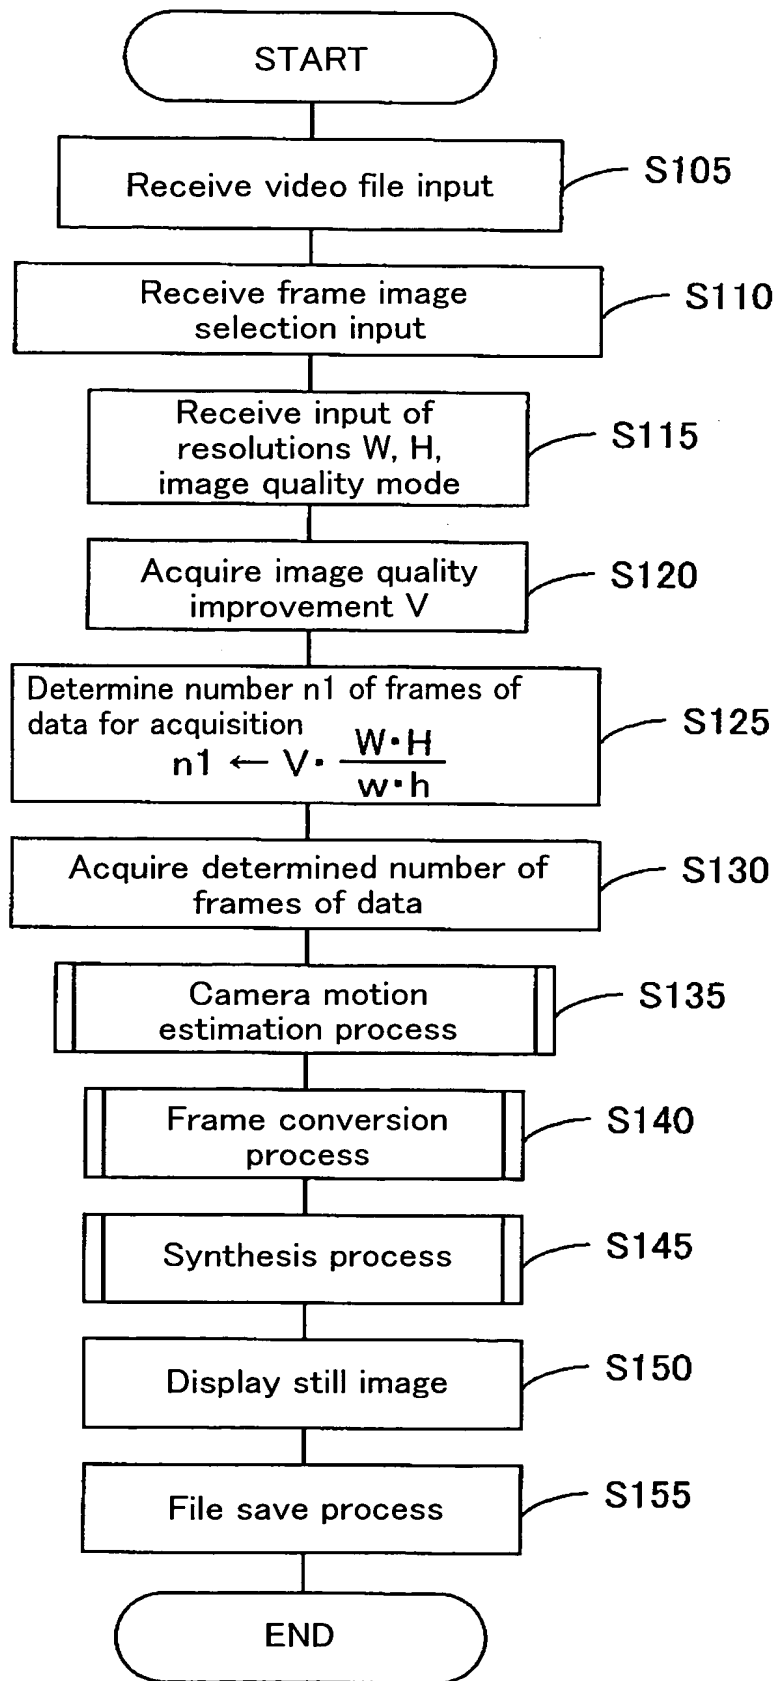 START
Receive video file input
S105
Receive frame image
selection input
S110
Receive input of
resolutions W, H,
image quality mode
S115
Acquire image quality
improvement V
S120
Determine number n1 of frames of
data for acquisition
n1 ← V· W·H / w·h
S125
Acquire determined number of
frames of data
S130
Camera motion
estimation process
S135
Frame conversion
process
S140
Synthesis process
S145
Display still image
S150
File save process
S155
END